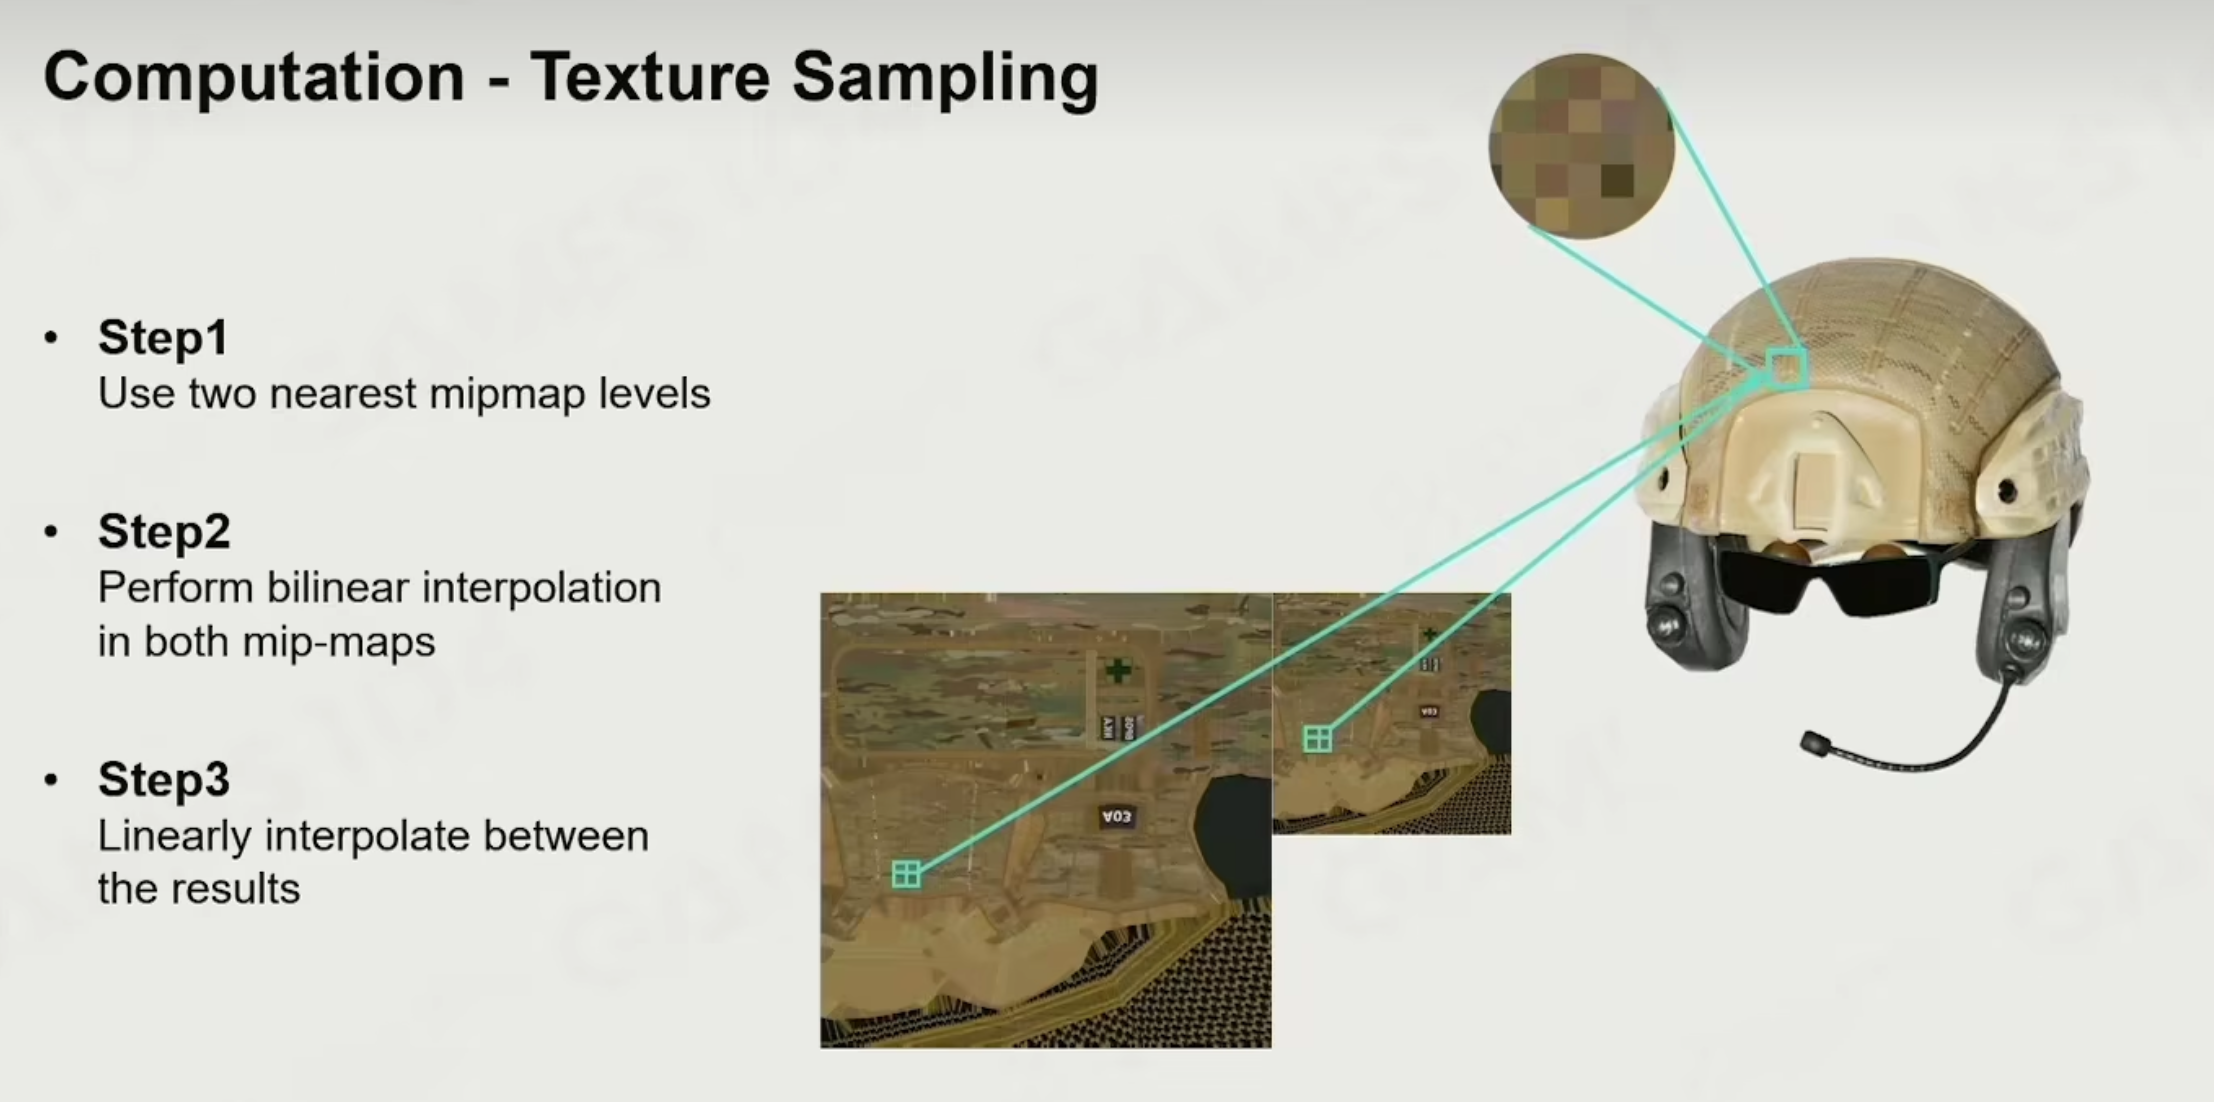 Computation - Texture Sampling
• Step1
Use two nearest mipmap levels
• Step2
Perform bilinear interpolation
in both mip-maps
• Step3
Linearly interpolate between
the results